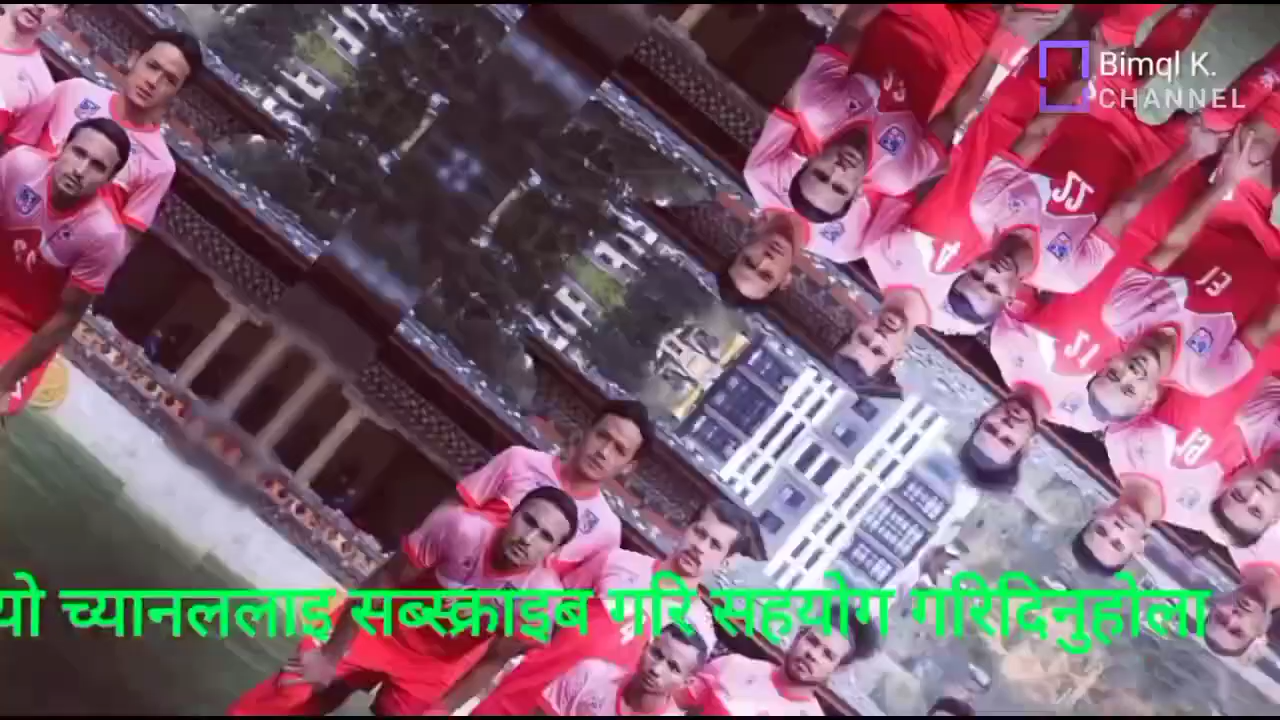 Bimql K.
CHANNEL
यो च्यानललाइ सब्स्क्राइब गरि सहयोग गरिदिनुहोला